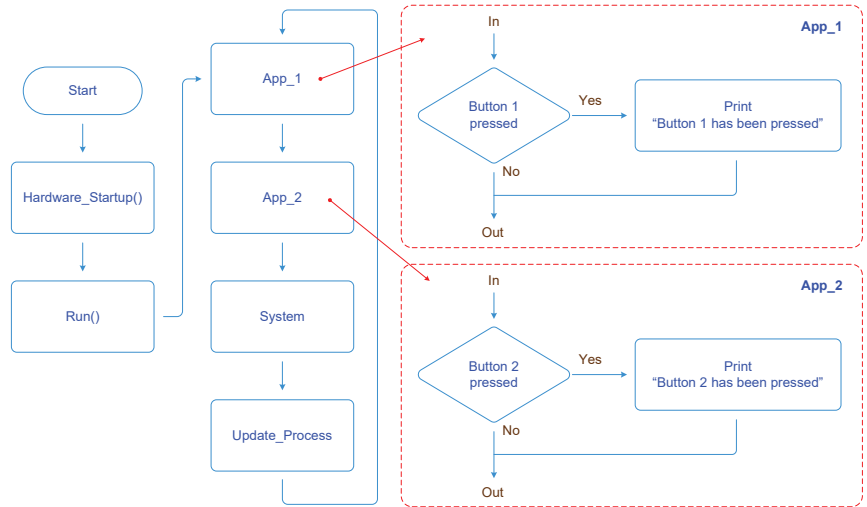 Start
Hardware_Startup()
Run()
App_1
App_2
System
Update_Process
App_1
In
Button 1
pressed
Yes
Print
“Button 1 has been pressed”
No
Out
App_2
In
Button 2
pressed
Yes
Print
“Button 2 has been pressed”
No
Out